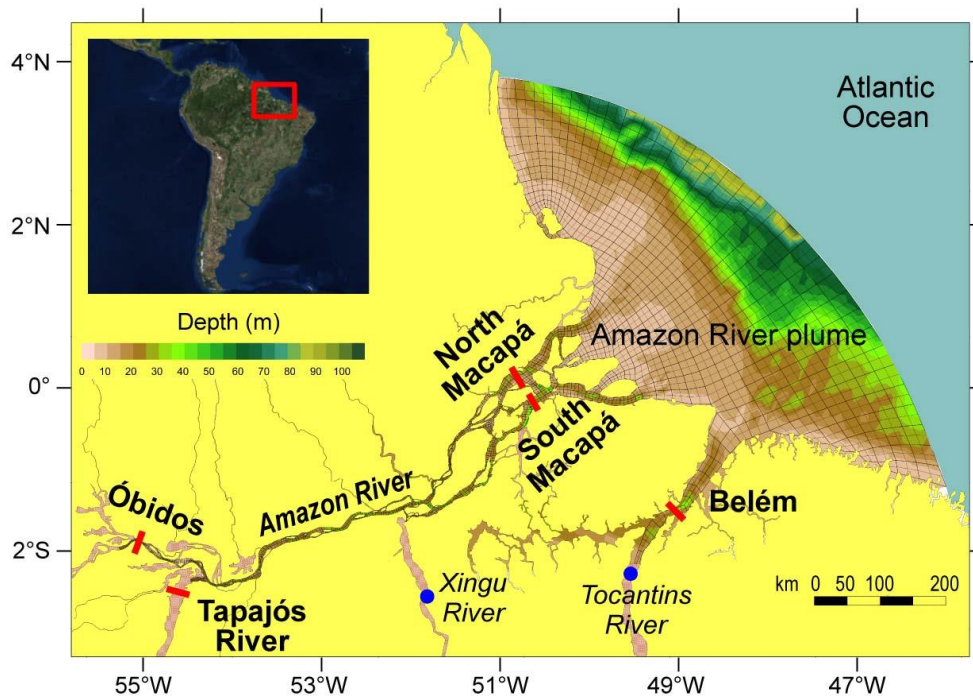 4°N
2°N
0°
2°S
Atlantic
Ocean
Depth (m)
0 10 20 30 40 50 60 70 80 90 100
North
Macapá
Amazon River plume
South
Macapá
Amazon River
Óbidos
Belém
Tapajós
River
Xingu
River
Tocantins
River
km 0 50 100 200
55°W 53°W 51°W 49°W 47°W